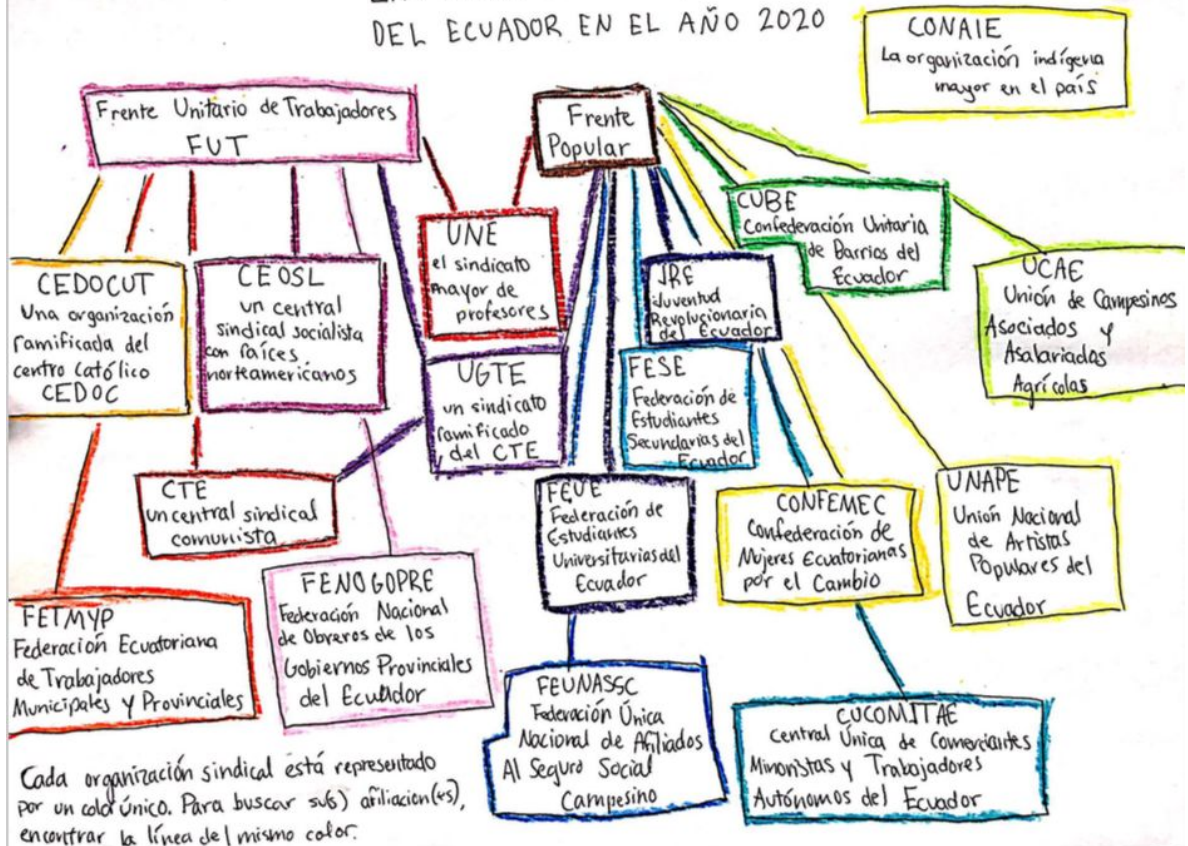 DEL ECUADOR EN EL AÑO 2020
CONAIE
La organización indígena
mayor en el país
Frente Unitario de Trabajadores
FUT
Frente
Popular
CUBE
Confederación Unitaria
de Barrios del
Ecuador
UNE
el sindicato
mayor de
profesores
JRE
Juventud
Revolucionaria
del Ecuador
UCAE
Unión de Campesinos
Asociados y
Asalariados
Agrícolas
CEDOCUT
Una organización
ramificada del
centro católico
CEDOC
CEOSL
un central
sindical socialista
con raíces
norteamericanos
UGTE
un sindicato
ramificado
del CTE
FESE
Federación de
Estudiantes
Secundarias del
Ecuador
CTE
un central sindical
comunista
FEUE
Federación de
Estudiantes
Universitarias del
Ecuador
CONFEMEC
Confederación de
Mujeres Ecuatorianas
por el Cambio
UNAPE
Unión Nacional
de Artistas
Populares del
Ecuador
FETMYP
Federación Ecuatoriana
de Trabajadores
Municipales y Provinciales
FENOGOPRE
Federación Nacional
de Obreros de los
Gobiernos Provinciales
del Ecuador
FEUNASSC
Federación Única
Nacional de Afiliados
Al Seguro Social
Campesino
CUCOMITAE
Central Única de Comerciantes
Minoristas y Trabajadores
Autónomos del Ecuador
Cada organización sindical está representado
por un color único. Para buscar su(s) afiliacion(es),
encontrar la línea del mismo color.